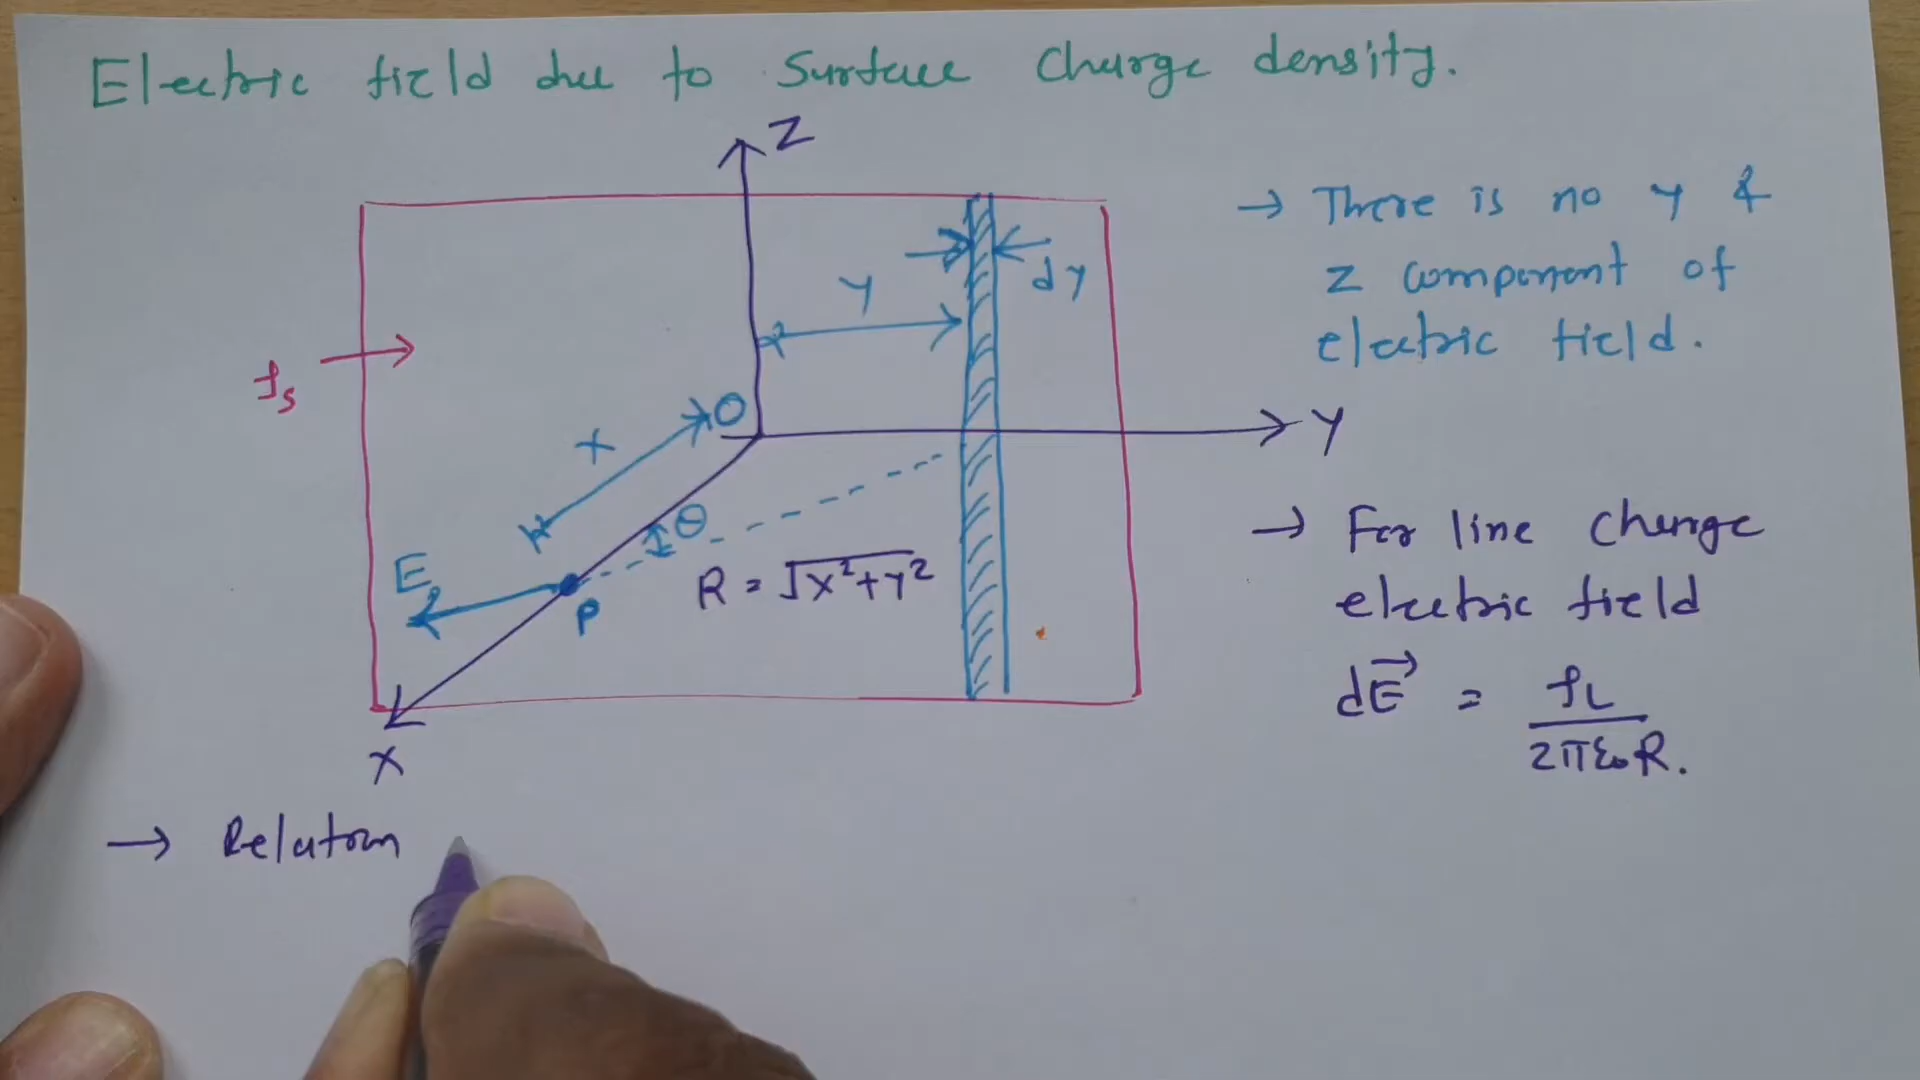 Electric field due to Surface Charge density.
Z
→ There is no y &
Z component of
electric field.
dy
y
ρs
O
x
Y
θ
→ For line Charge
electric field
E
P
R = √x²+y²
dE⃗ = ρL / 2πε₀R.
X
→ Relation